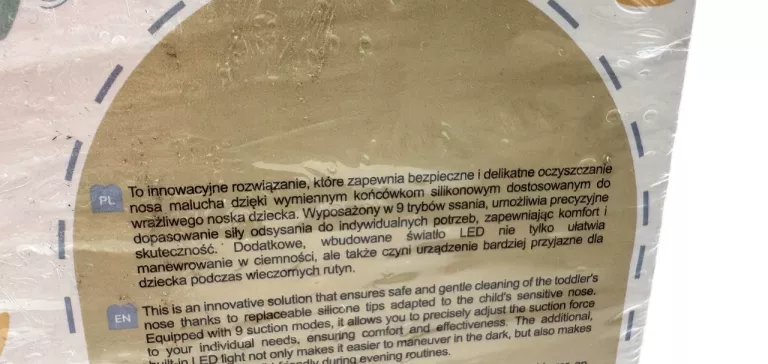 PL
To innowacyjne rozwiązanie, które zapewnia bezpieczne i delikatne oczyszczanie
nosa malucha dzięki wymiennym końcówkom silikonowym dostosowanym do
wrażliwego noska dziecka. Wyposażony w 9 trybów ssania, umożliwia precyzyjne
dopasowanie siły odsysania do indywidualnych potrzeb, zapewniając komfort i
skuteczność. Dodatkowe, wbudowane światło LED nie tylko ułatwia
manewrowanie w ciemności, ale także czyni urządzenie bardziej przyjazne dla
dziecka podczas wieczornych rutyn.
EN
This is an innovative solution that ensures safe and gentle cleaning of the toddler's
nose thanks to replaceable silicone tips adapted to the child's sensitive nose.
Equipped with 9 suction modes, it allows you to precisely adjust the suction force
to your individual needs, ensuring comfort and effectiveness. The additional,
built-in LED light not only makes it easier to maneuver in the dark, but also makes
friendly during evening routines.